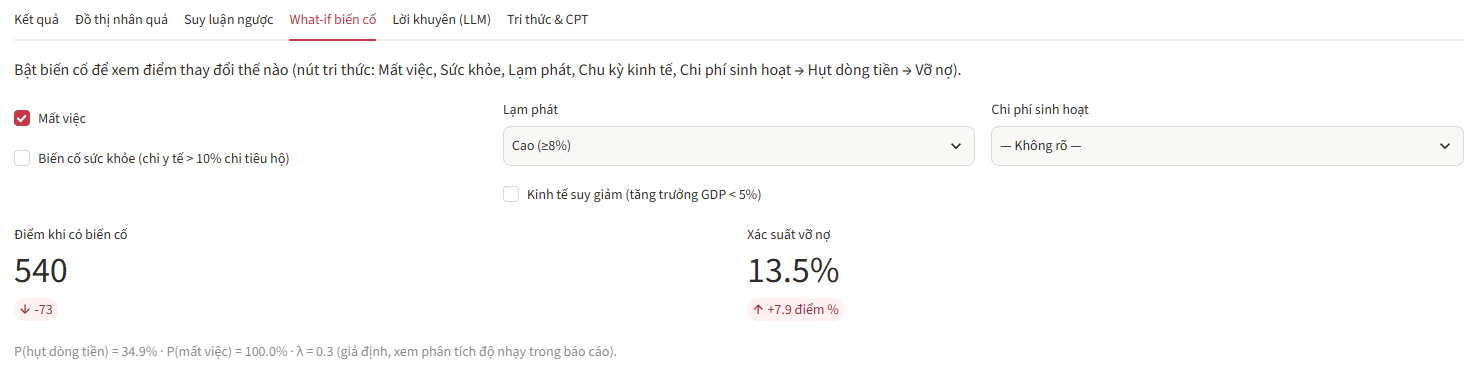 Kết quả Đồ thị nhân quả Suy luận ngược What-if biến cố Lời khuyên (LLM) Tri thức & CPT
Bật biến cố để xem điểm thay đổi thế nào (nút tri thức: Mất việc, Sức khỏe, Lạm phát, Chu kỳ kinh tế, Chi phí sinh hoạt → Hụt dòng tiền → Vỡ nợ).
Mất việc
Biến cố sức khỏe (chi y tế > 10% chi tiêu hộ)
Lạm phát
Cao (≥8%)
Kinh tế suy giảm (tăng trưởng GDP < 5%)
Chi phí sinh hoạt
— Không rõ —
Điểm khi có biến cố
540
↓ -73
Xác suất vỡ nợ
13.5%
↑ +7.9 điểm %
P(hụt dòng tiền) = 34.9% · P(mất việc) = 100.0% · λ = 0.3 (giả định, xem phân tích độ nhạy trong báo cáo).